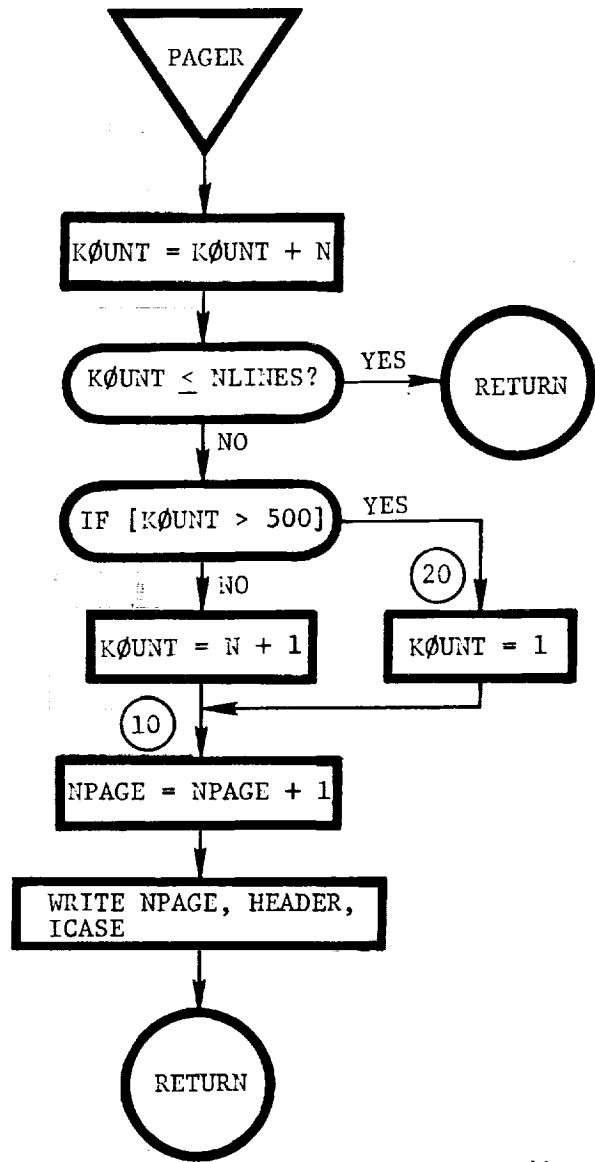 PAGER
KØUNT = KØUNT + N
KØUNT ≤ NLINES?
YES
RETURN
NO
IF [KØUNT > 500]
YES
20
NO
KØUNT = N + 1
KØUNT = 1
10
NPAGE = NPAGE + 1
WRITE NPAGE, HEADER,
ICASE
RETURN